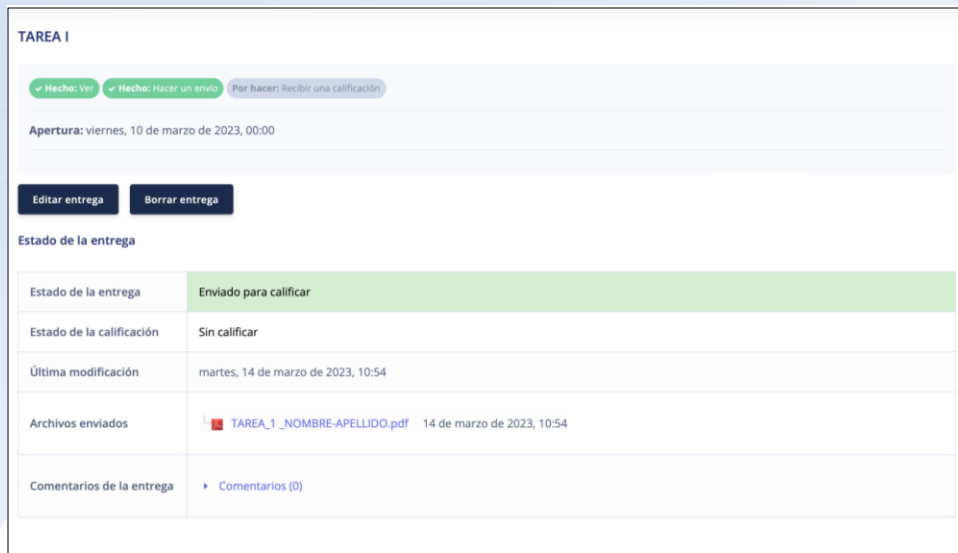 TAREA I
✓ Hecho: Ver ✓ Hecho: Hacer un envío Por hacer: Recibir una calificación
Apertura: viernes, 10 de marzo de 2023, 00:00
Editar entrega Borrar entrega
Estado de la entrega
Estado de la entrega Enviado para calificar
Estado de la calificación Sin calificar
Última modificación martes, 14 de marzo de 2023, 10:54
Archivos enviados TAREA_1 _NOMBRE-APELLIDO.pdf 14 de marzo de 2023, 10:54
Comentarios de la entrega Comentarios (0)